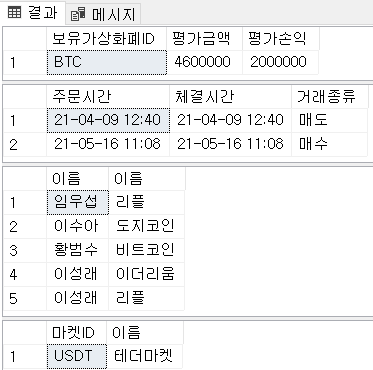 결과 메시지
보유가상화폐ID 평가금액 평가손익
1 BTC 4600000 2000000
주문시간 체결시간 거래종류
1 21-04-09 12:40 21-04-09 12:40 매도
2 21-05-16 11:08 21-05-16 11:08 매수
이름 이름
1 임우섭 리플
2 이수아 도지코인
3 황범수 비트코인
4 이성래 이더리움
5 이성래 리플
마켓ID 이름
1 USDT 테더마켓